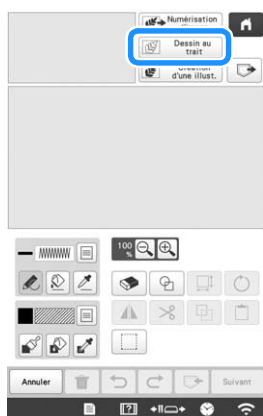 Numérisation
Dessin au
trait
Création
d'une illust.
100
%
Annuler
Suivant